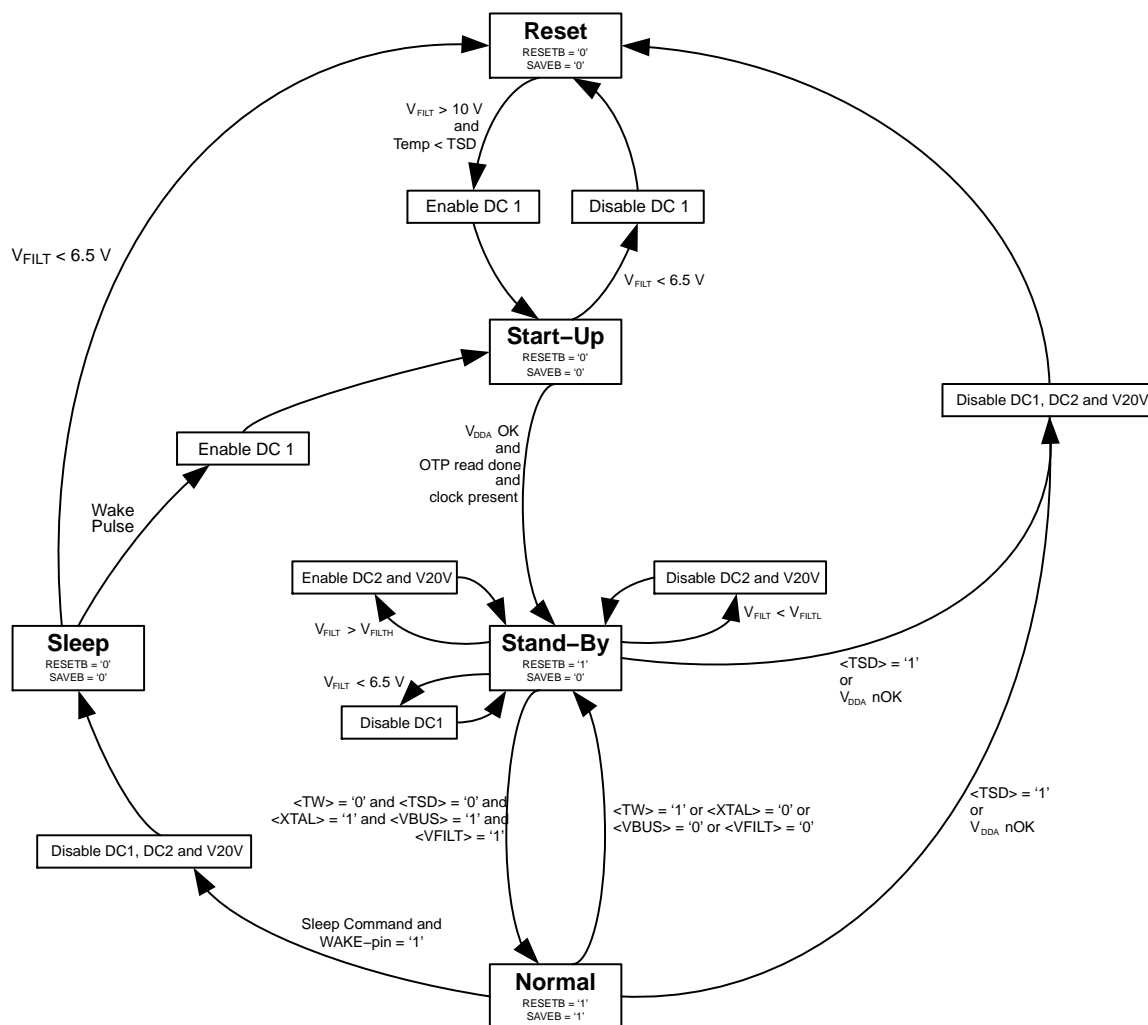 Reset
RESETB = ‘0’
SAVEB = ‘0’
V_FILT > 10 V
and
Temp < TSD
Enable DC 1
Disable DC 1
V_FILT < 6.5 V
V_FILT < 6.5 V
Start–Up
RESETB = ‘0’
SAVEB = ‘0’
Disable DC1, DC2 and V20V
Enable DC 1
V_DDA OK
and
OTP read done
and
clock present
Wake
Pulse
Enable DC2 and V20V
Disable DC2 and V20V
V_FILT > V_FILTH
V_FILT < V_FILTL
Sleep
RESETB = ‘0’
SAVEB = ‘0’
Stand–By
RESETB = ‘1’
SAVEB = ‘0’
V_FILT < 6.5 V
Disable DC1
<TSD> = ‘1’
or
V_DDA nOK
<TW> = ‘0’ and <TSD> = ‘0’ and
<XTAL> = ‘1’ and <VBUS> = ‘1’ and
<VFILT> = ‘1’
<TW> = ‘1’ or <XTAL> = ‘0’ or
<VBUS> = ‘0’ or <VFILT> = ‘0’
<TSD> = ‘1’
or
V_DDA nOK
Disable DC1, DC2 and V20V
Sleep Command and
WAKE–pin = ‘1’
Normal
RESETB = ‘1’
SAVEB = ‘1’